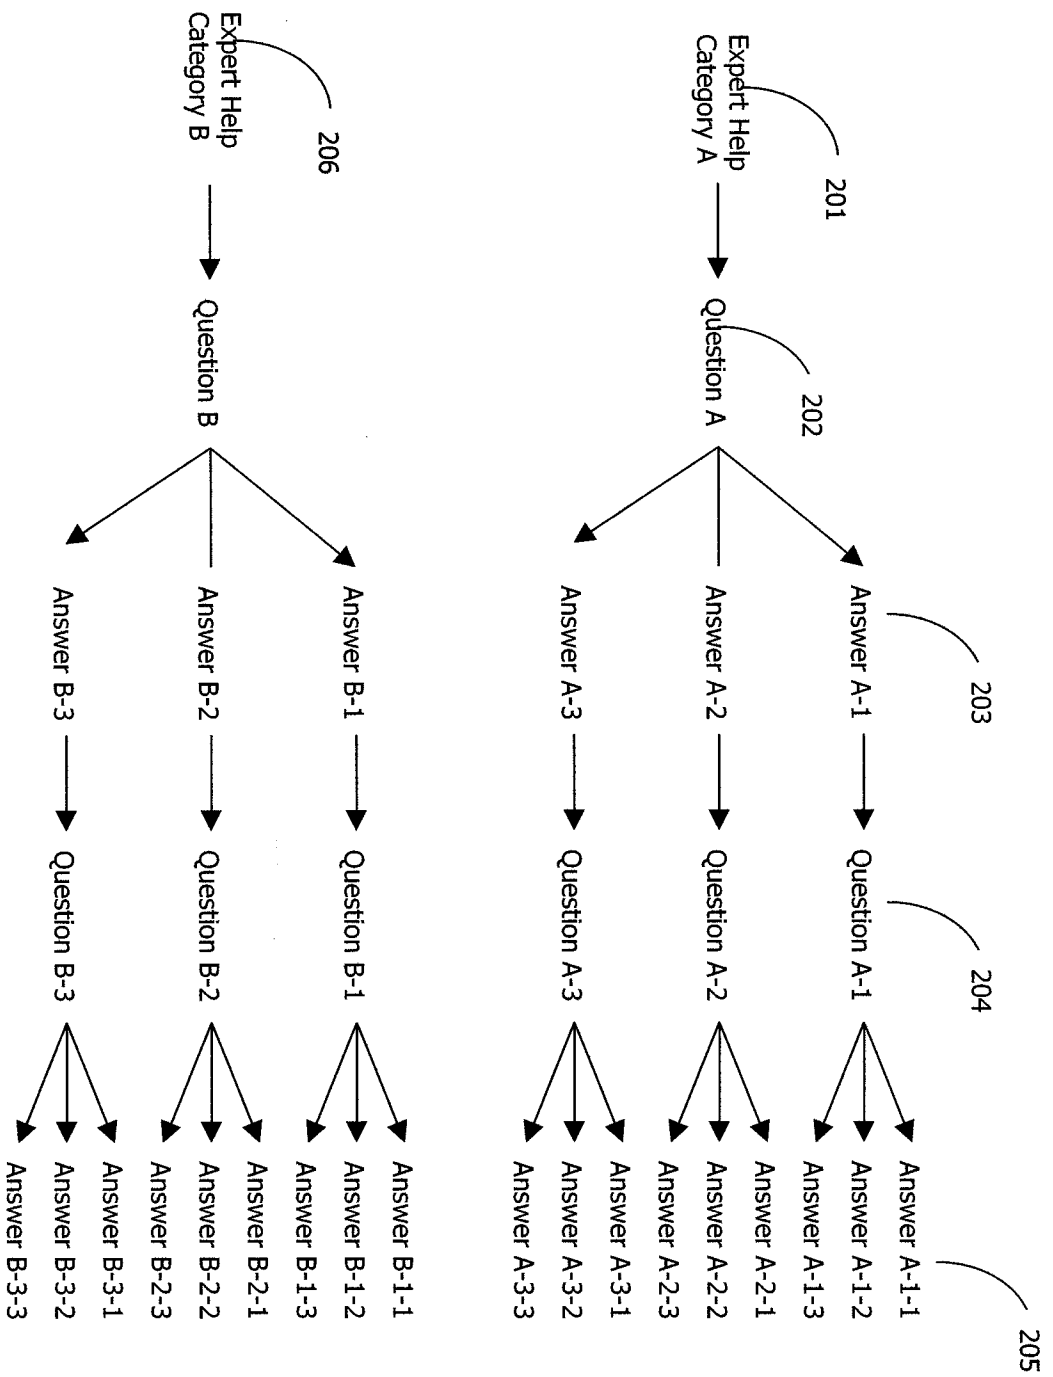 201
Expert Help
Category A
202
Question A
203
Answer A-1
Answer A-2
Answer A-3
204
Question A-1
Question A-2
Question A-3
205
Answer A-1-1
Answer A-1-2
Answer A-1-3
Answer A-2-1
Answer A-2-2
Answer A-2-3
Answer A-3-1
Answer A-3-2
Answer A-3-3
206
Expert Help
Category B
Question B
Answer B-1
Answer B-2
Answer B-3
Question B-1
Question B-2
Question B-3
Answer B-1-1
Answer B-1-2
Answer B-1-3
Answer B-2-1
Answer B-2-2
Answer B-2-3
Answer B-3-1
Answer B-3-2
Answer B-3-3